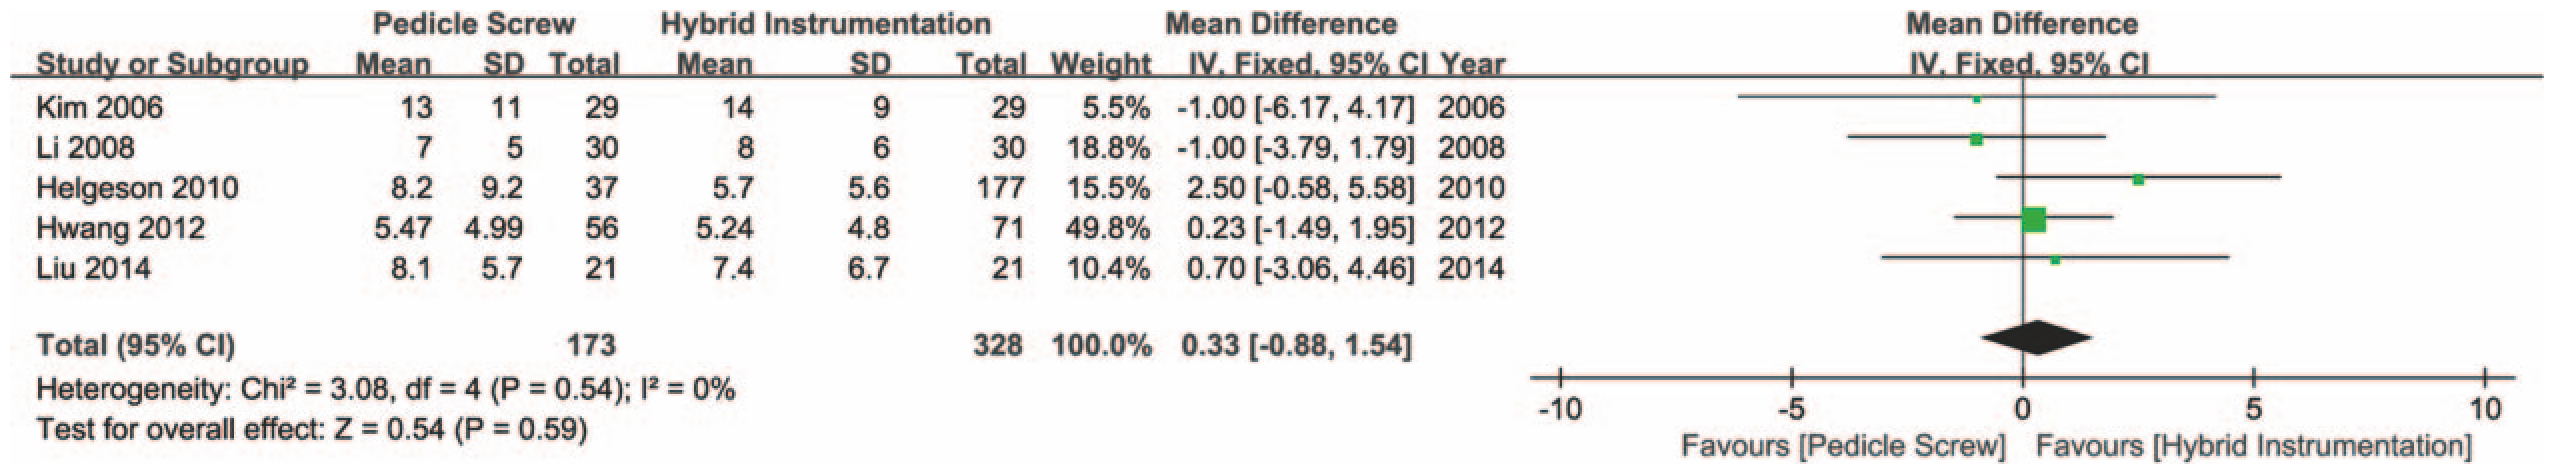 Pedicle Screw Hybrid Instrumentation Mean Difference Mean Difference
Study or Subgroup Mean SD Total Mean SD Total Weight IV, Fixed, 95% CI Year IV, Fixed, 95% CI
Kim 2006 13 11 29 14 9 29 5.5% -1.00 [-6.17, 4.17] 2006
Li 2008 7 5 30 8 6 30 18.8% -1.00 [-3.79, 1.79] 2008
Helgeson 2010 8.2 9.2 37 5.7 5.6 177 15.5% 2.50 [-0.58, 5.58] 2010
Hwang 2012 5.47 4.99 56 5.24 4.8 71 49.8% 0.23 [-1.49, 1.95] 2012
Liu 2014 8.1 5.7 21 7.4 6.7 21 10.4% 0.70 [-3.06, 4.46] 2014
Total (95% CI) 173 328 100.0% 0.33 [-0.88, 1.54]
Heterogeneity: Chi² = 3.08, df = 4 (P = 0.54); I² = 0%
Test for overall effect: Z = 0.54 (P = 0.59)
-10 -5 0 5 10
Favours [Pedicle Screw] Favours [Hybrid Instrumentation]